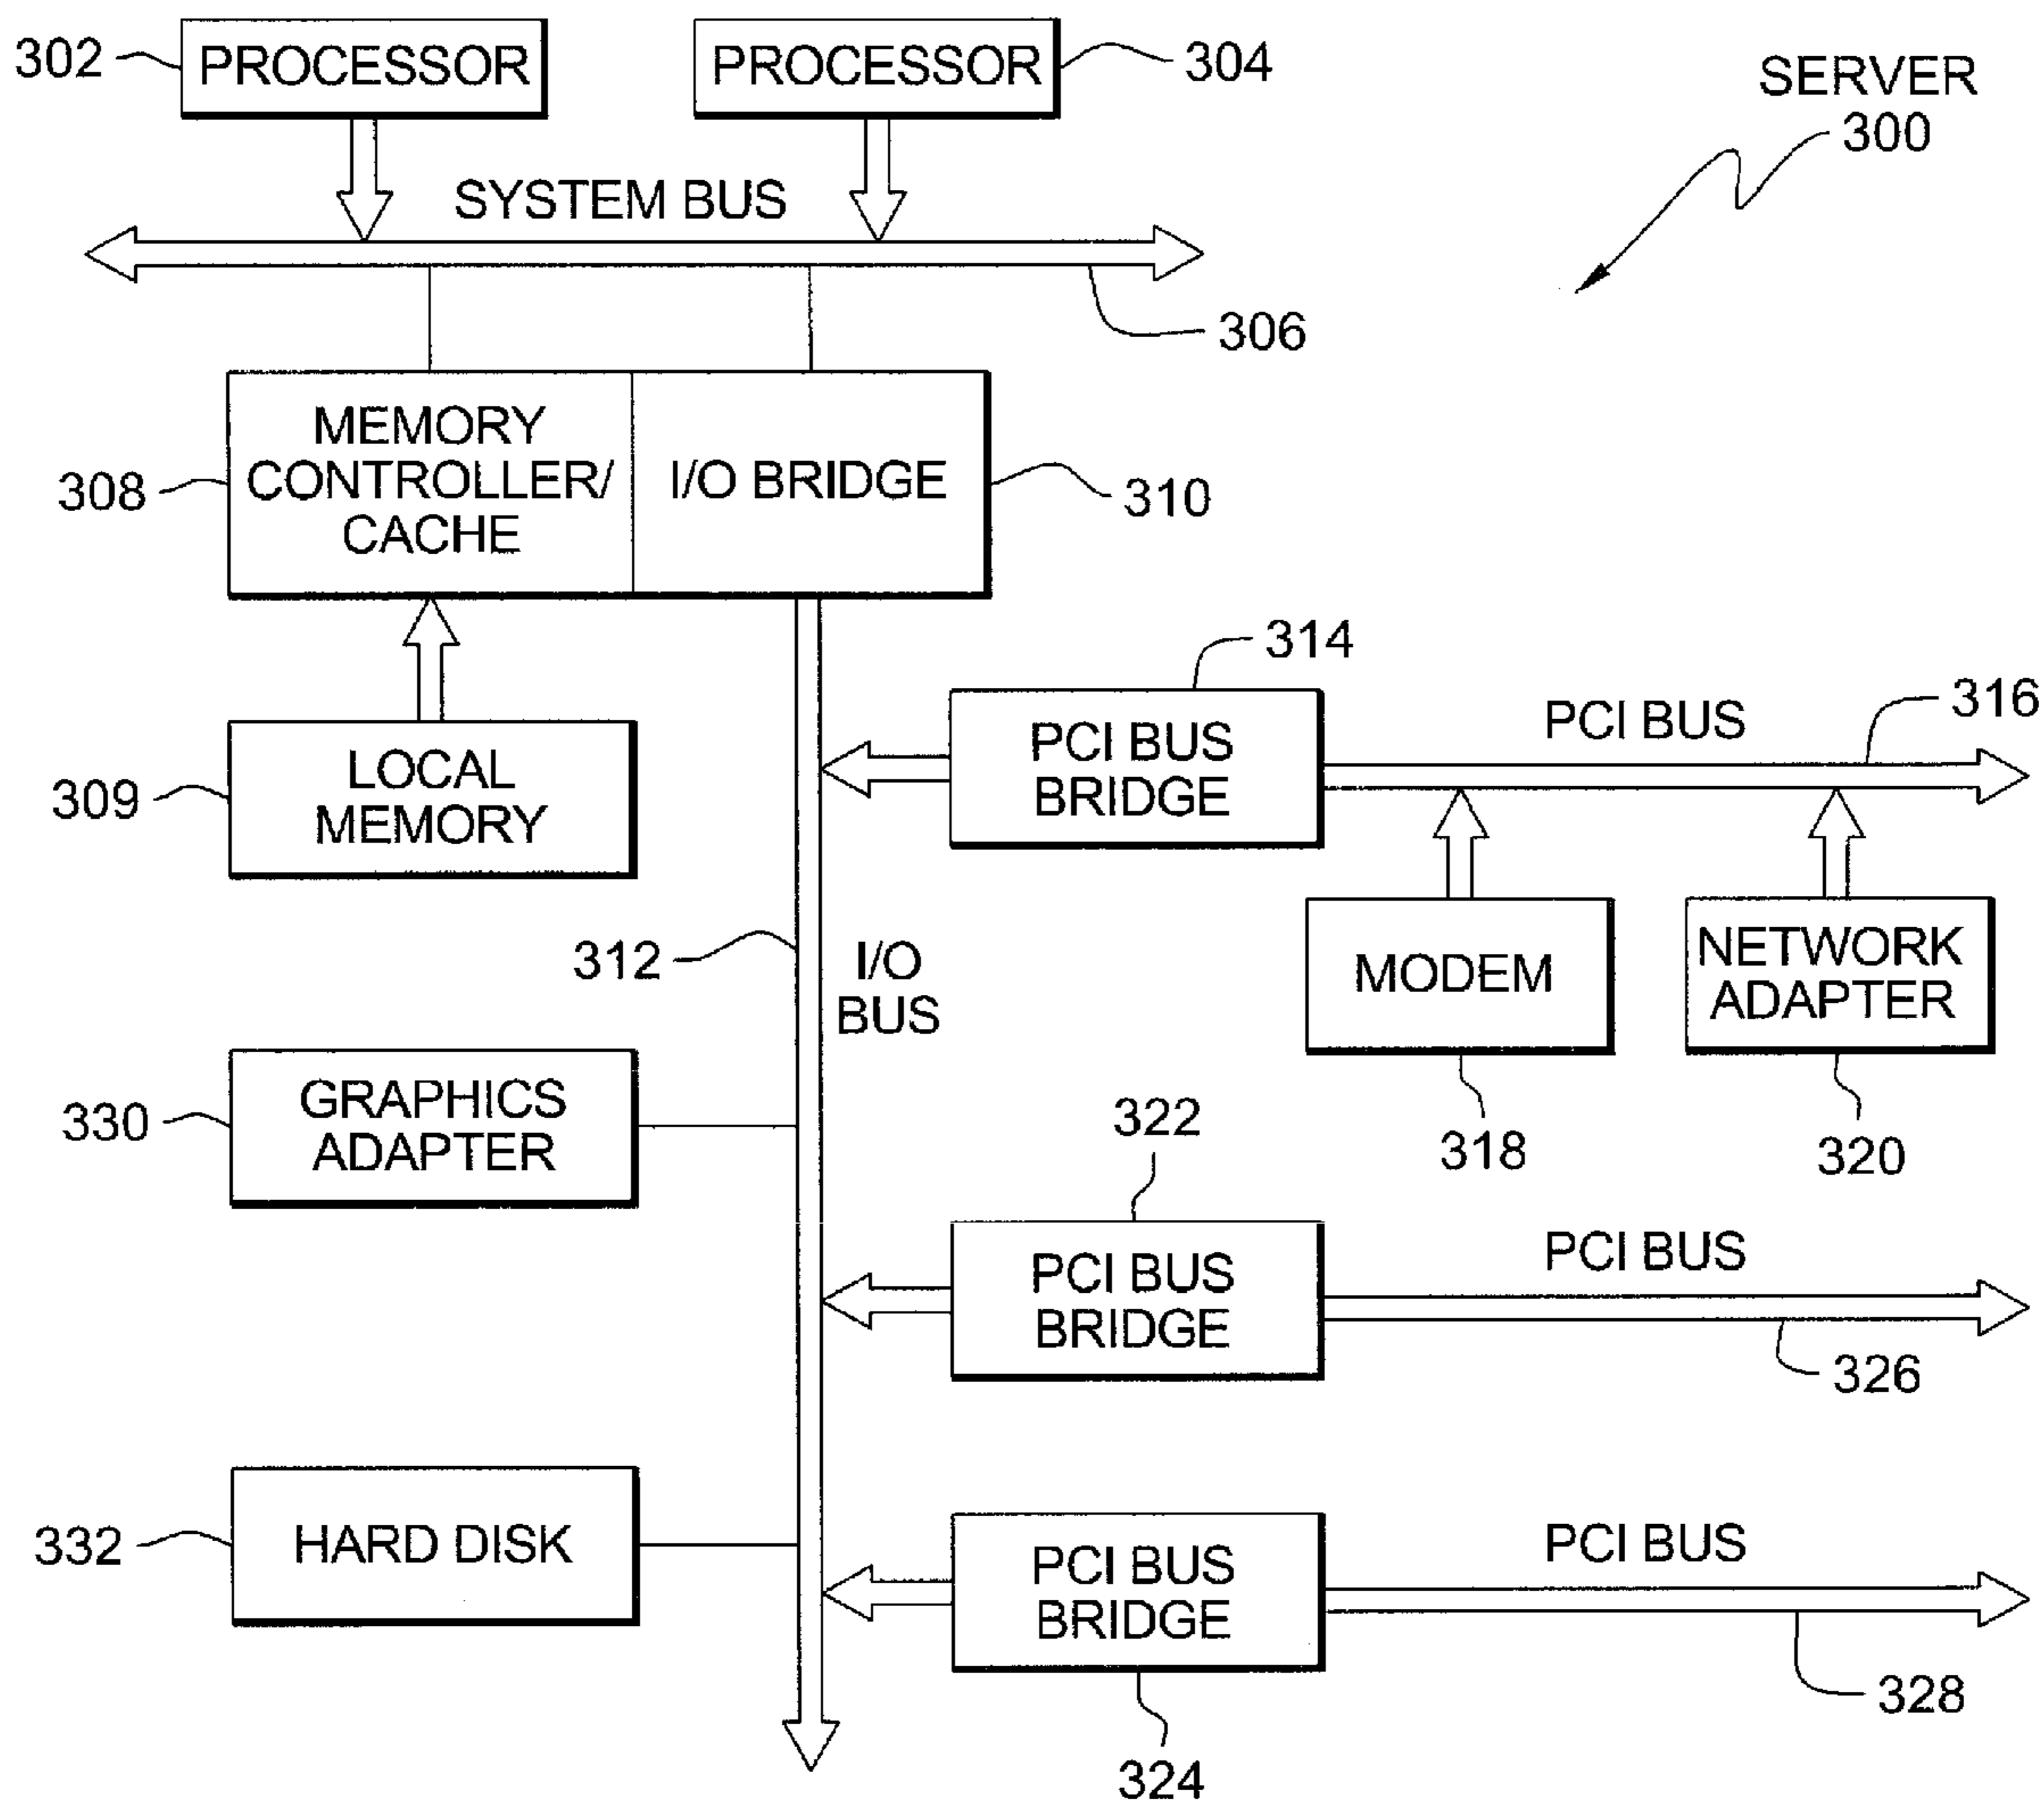 302
PROCESSOR
PROCESSOR
304
SERVER
300
SYSTEM BUS
306
308
MEMORY
CONTROLLER/
CACHE
I/O BRIDGE
310
314
309
LOCAL
MEMORY
PCI BUS
BRIDGE
PCI BUS
316
312
I/O
BUS
MODEM
NETWORK
ADAPTER
318
320
330
GRAPHICS
ADAPTER
322
PCI BUS
BRIDGE
PCI BUS
326
332
HARD DISK
PCI BUS
BRIDGE
PCI BUS
328
324